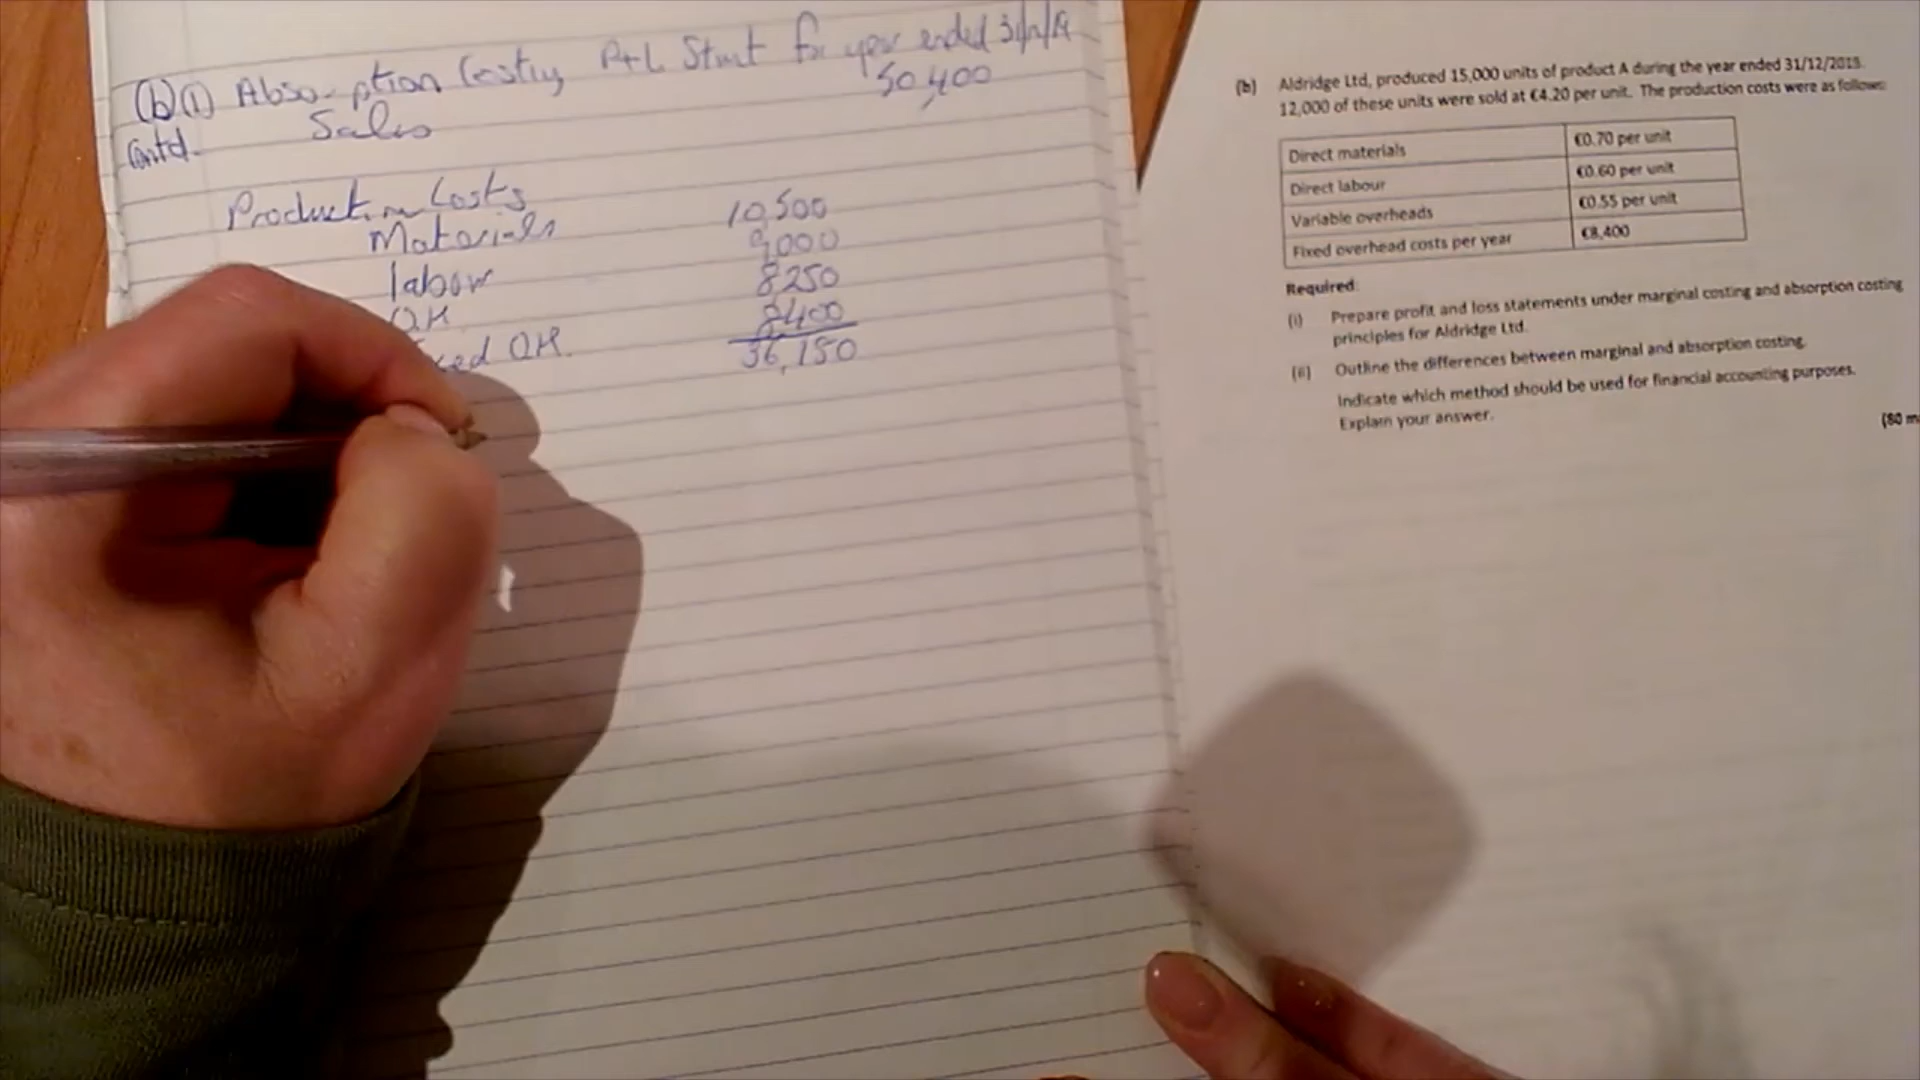 (b)(1) Absorption Costing P+L Stmt for year ended 31/12/
Contd. Sales 50,400
Production Costs
Materials 10,500
labour 9,000
OH 8250
Fixed OH. 8400
36,150
(b) Aldridge Ltd, produced 15,000 units of product A during the year ended 31/12/2018.
12,000 of these units were sold at €4.20 per unit. The production costs were as follows:
Direct materials €0.70 per unit
Direct labour €0.60 per unit
Variable overheads €0.55 per unit
Fixed overhead costs per year €8,400
Required:
(i) Prepare profit and loss statements under marginal costing and absorption costing
principles for Aldridge Ltd.
(ii) Outline the differences between marginal and absorption costing.
Indicate which method should be used for financial accounting purposes.
Explain your answer.
(80 m